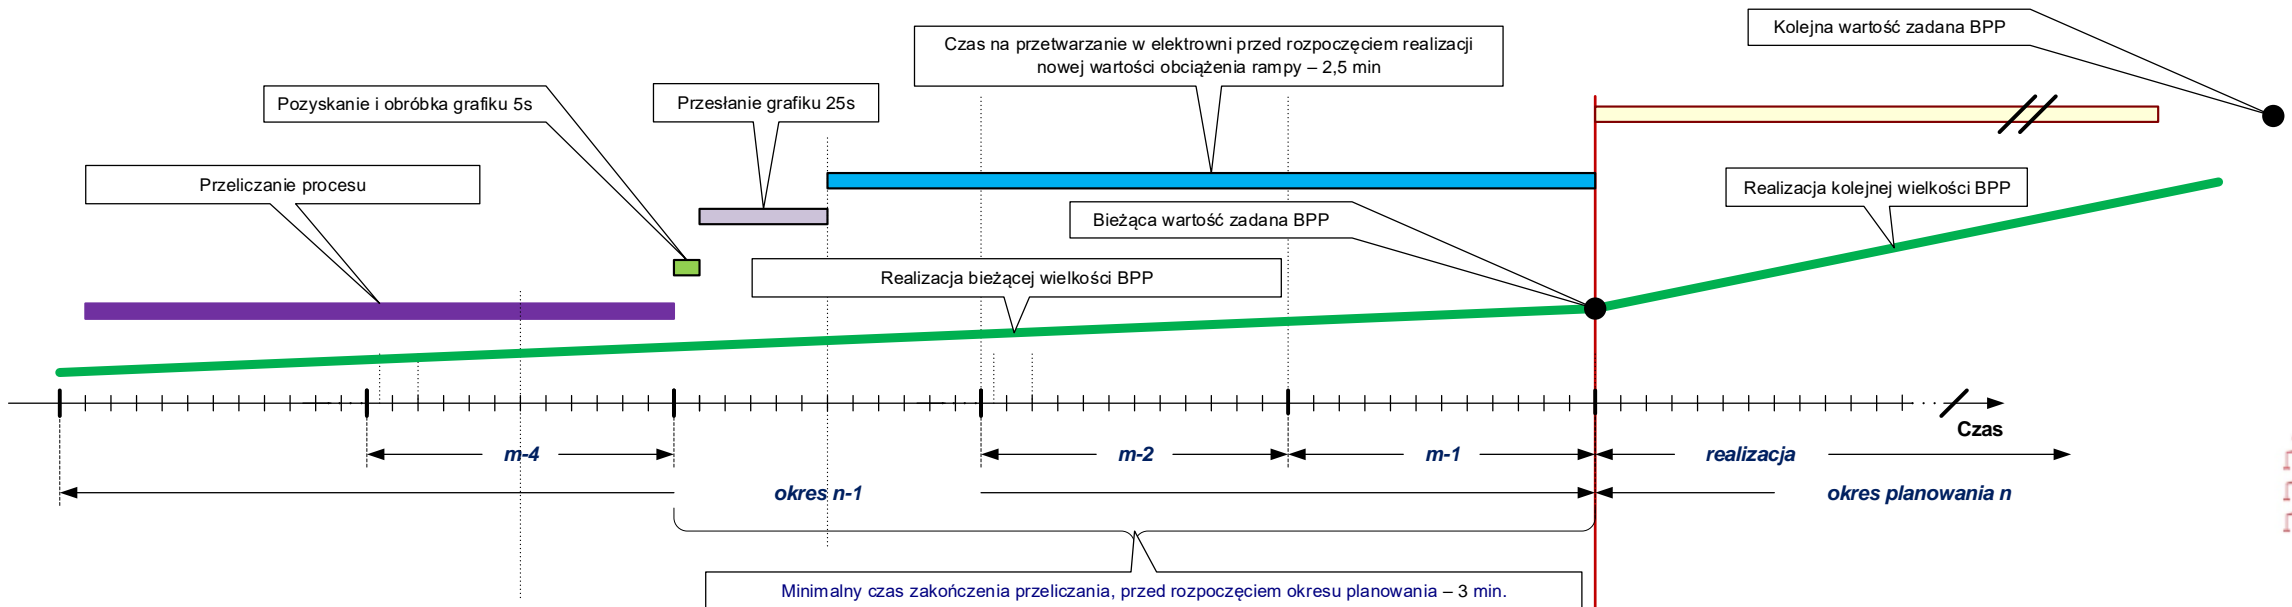 Kolejna wartość zadana BPP
Czas na przetwarzanie w elektrowni przed rozpoczęciem realizacji
nowej wartości obciążenia rampy – 2,5 min
Pozyskanie i obróbka grafiku 5s
Przesłanie grafiku 25s
Przeliczanie procesu
Realizacja kolejnej wielkości BPP
Bieżąca wartość zadana BPP
Realizacja bieżącej wielkości BPP
Czas
m-4
m-2
m-1
realizacja
okres n-1
okres planowania n
Minimalny czas zakończenia przeliczania, przed rozpoczęciem okresu planowania – 3 min.